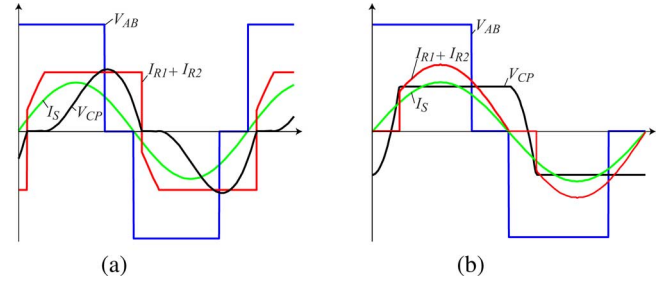 V_AB
I_R1 + I_R2
I_S
V_CP
(a)
V_AB
I_R1 + I_R2
V_CP
I_S
(b)